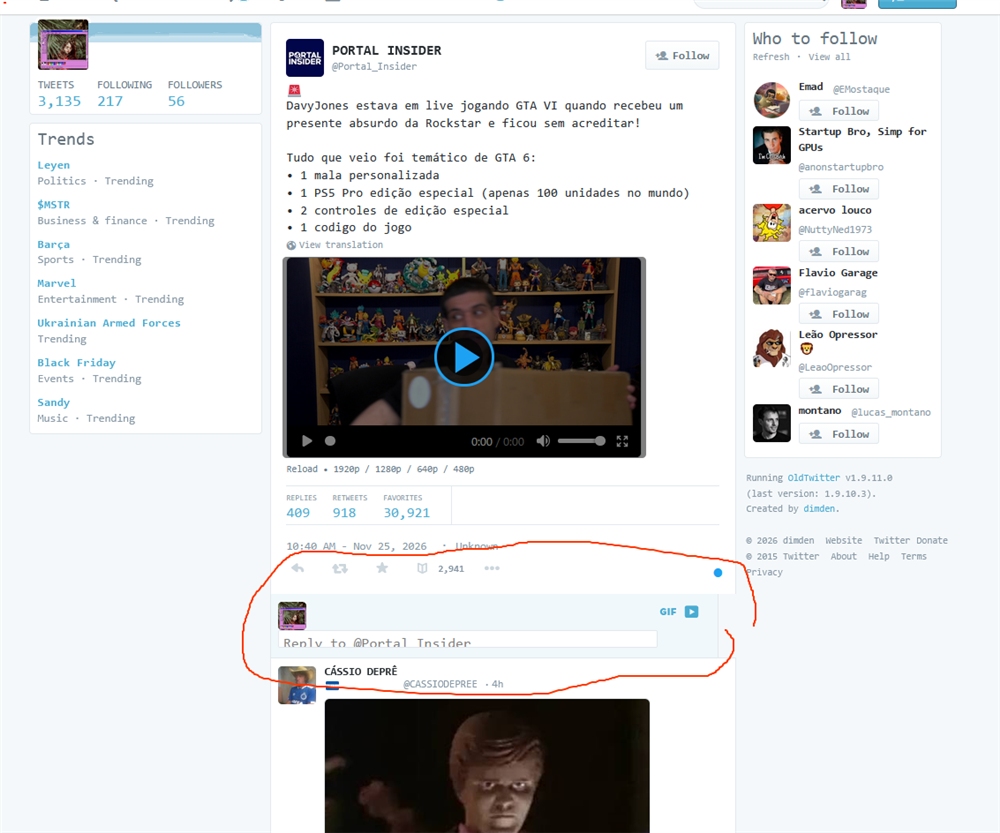 TWEETS FOLLOWING FOLLOWERS
3,135 217 56
Trends
Leyen
Politics · Trending
$MSTR
Business & finance · Trending
Barça
Sports · Trending
Marvel
Entertainment · Trending
Ukrainian Armed Forces
Trending
Black Friday
Events · Trending
Sandy
Music · Trending
PORTAL INSIDER
PORTAL INSIDER
@Portal_Insider
Follow
DavyJones estava em live jogando GTA VI quando recebeu um
presente absurdo da Rockstar e ficou sem acreditar!
Tudo que veio foi temático de GTA 6:
• 1 mala personalizada
• 1 PS5 Pro edição especial (apenas 100 unidades no mundo)
• 2 controles de edição especial
• 1 codigo do jogo
View translation
0:00 / 0:00
Reload • 1920p / 1280p / 640p / 480p
REPLIES RETWEETS FAVORITES
409 918 30,921
10:40 AM - Nov 25, 2026 · Unknown
2,941
GIF
Reply to @Portal_Insider
CÁSSIO DEPRÊ
@CASSIODEPREE · 4h
Who to follow
Refresh · View all
Emad @EMostaque
Follow
Startup Bro, Simp for
GPUs
@anonstartupbro
Follow
acervo louco
@NuttyNed1973
Follow
Flavio Garage
@flaviogarag
Follow
Leão Opressor
@LeaoOpressor
Follow
montano @lucas_montano
Follow
Running OldTwitter v1.9.11.0
(last version: 1.9.10.3).
Created by dimden.
© 2026 dimden Website Twitter Donate
© 2015 Twitter About Help Terms
Privacy